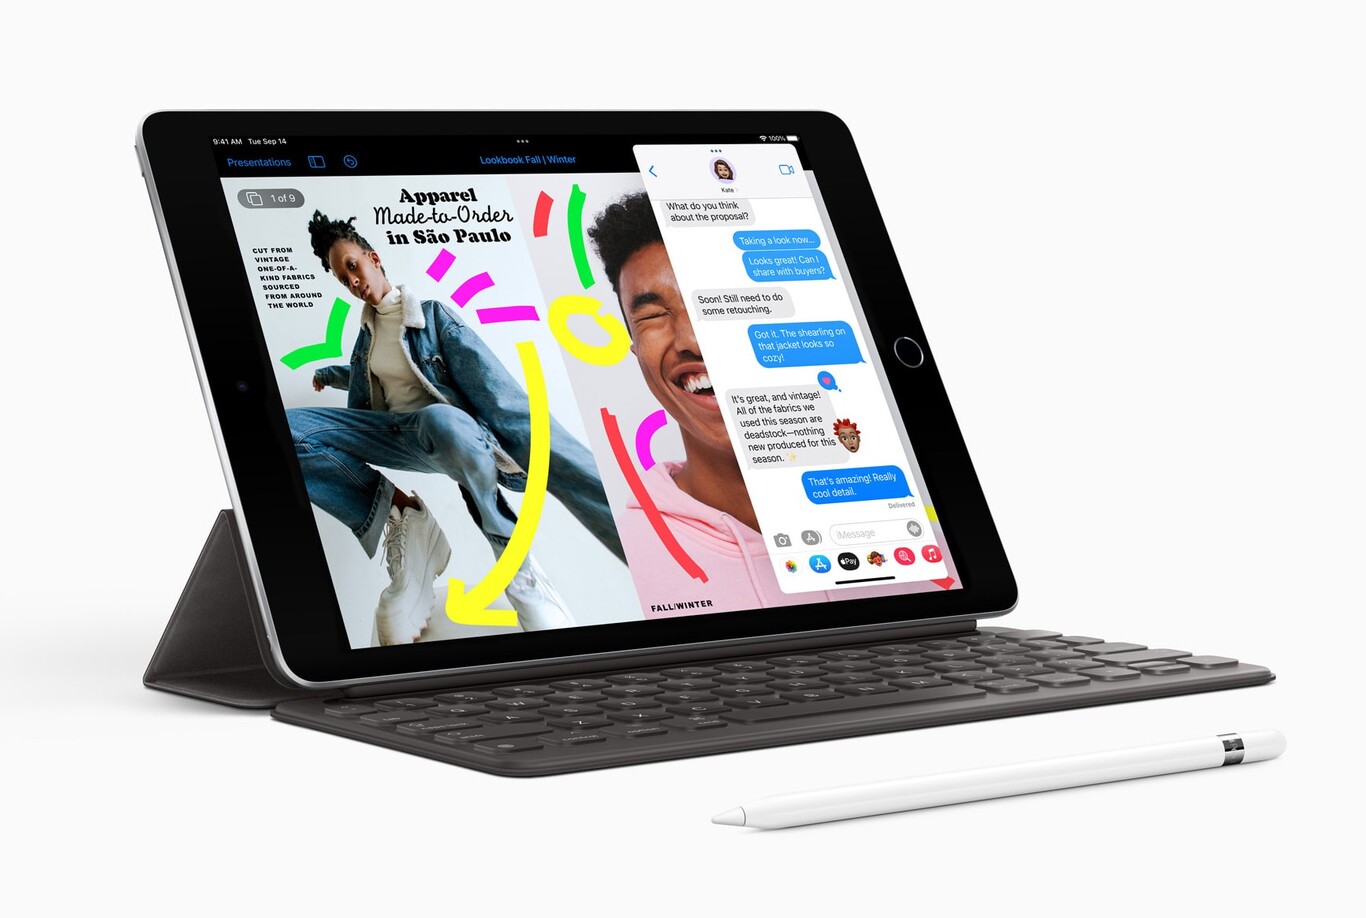 9:41 AM Tue Sep 14
100%
Presentations
Lookbook Fall | Winter
1 of 9
Apparel
Made-to-Order
in São Paulo
CUT FROM
VINTAGE
ONE-OF-A-
KIND FABRICS
SOURCED
FROM AROUND
THE WORLD
FALL/WINTER
Kate
What do you think
about the proposal?
Taking a look now...
Looks great! Can I
share with buyers?
Soon! Still need to do
some retouching.
Got it. The shearling on
that jacket looks so
cozy!
It's great, and vintage!
All of the fabrics we
used this season are
deadstock—nothing
new produced for this
season. ✨
That's amazing! Really
cool detail.
Delivered
iMessage
Pay